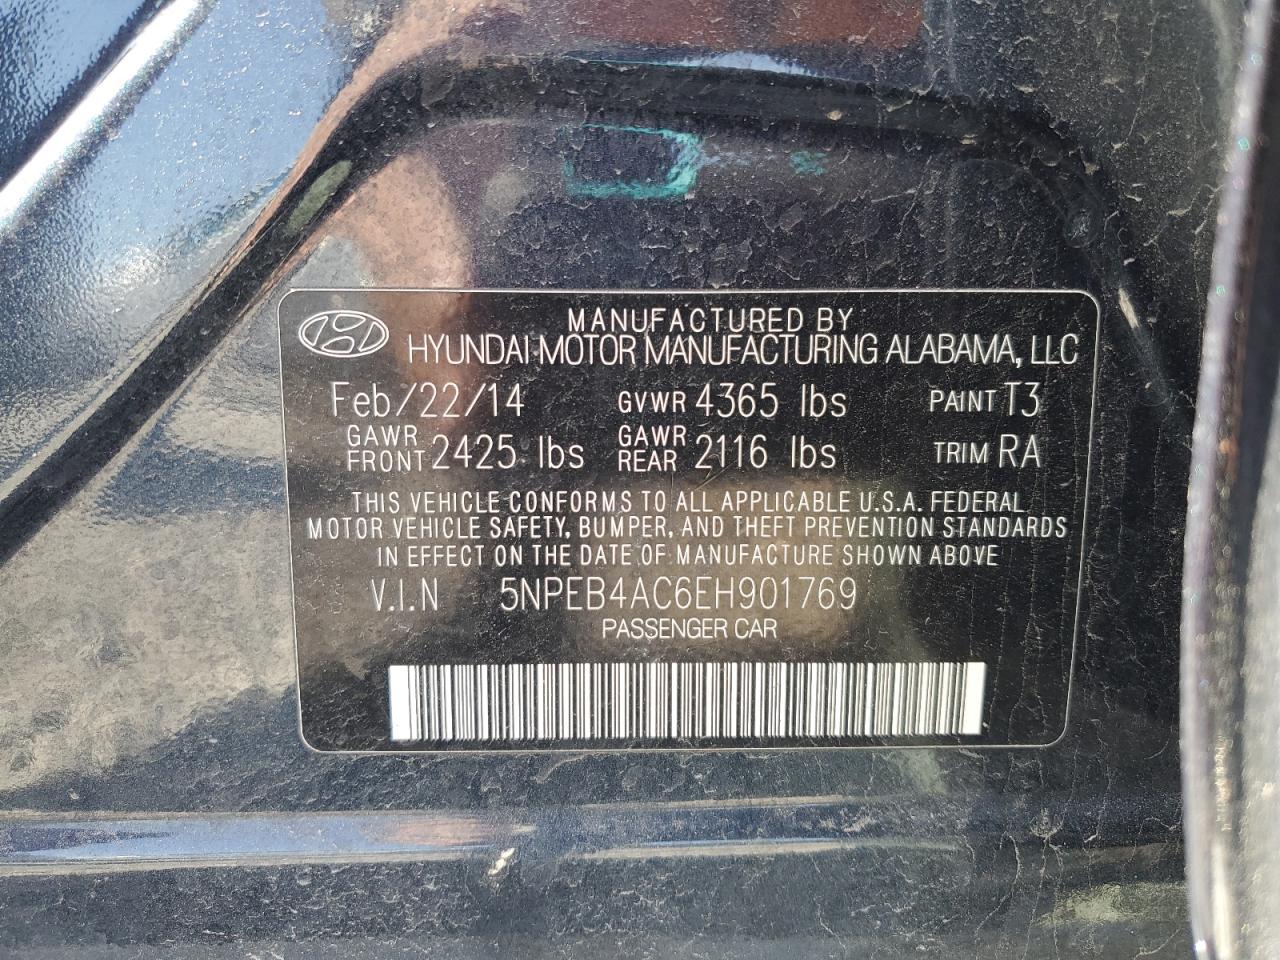 MANUFACTURED BY
HYUNDAI MOTOR MANUFACTURING ALABAMA, LLC
Feb/22/14 GVWR 4365 lbs PAINT T3
GAWR FRONT 2425 lbs GAWR REAR 2116 lbs TRIM RA
THIS VEHICLE CONFORMS TO ALL APPLICABLE U.S.A. FEDERAL
MOTOR VEHICLE SAFETY, BUMPER, AND THEFT PREVENTION STANDARDS
IN EFFECT ON THE DATE OF MANUFACTURE SHOWN ABOVE
V.I.N 5NPEB4AC6EH901769
PASSENGER CAR